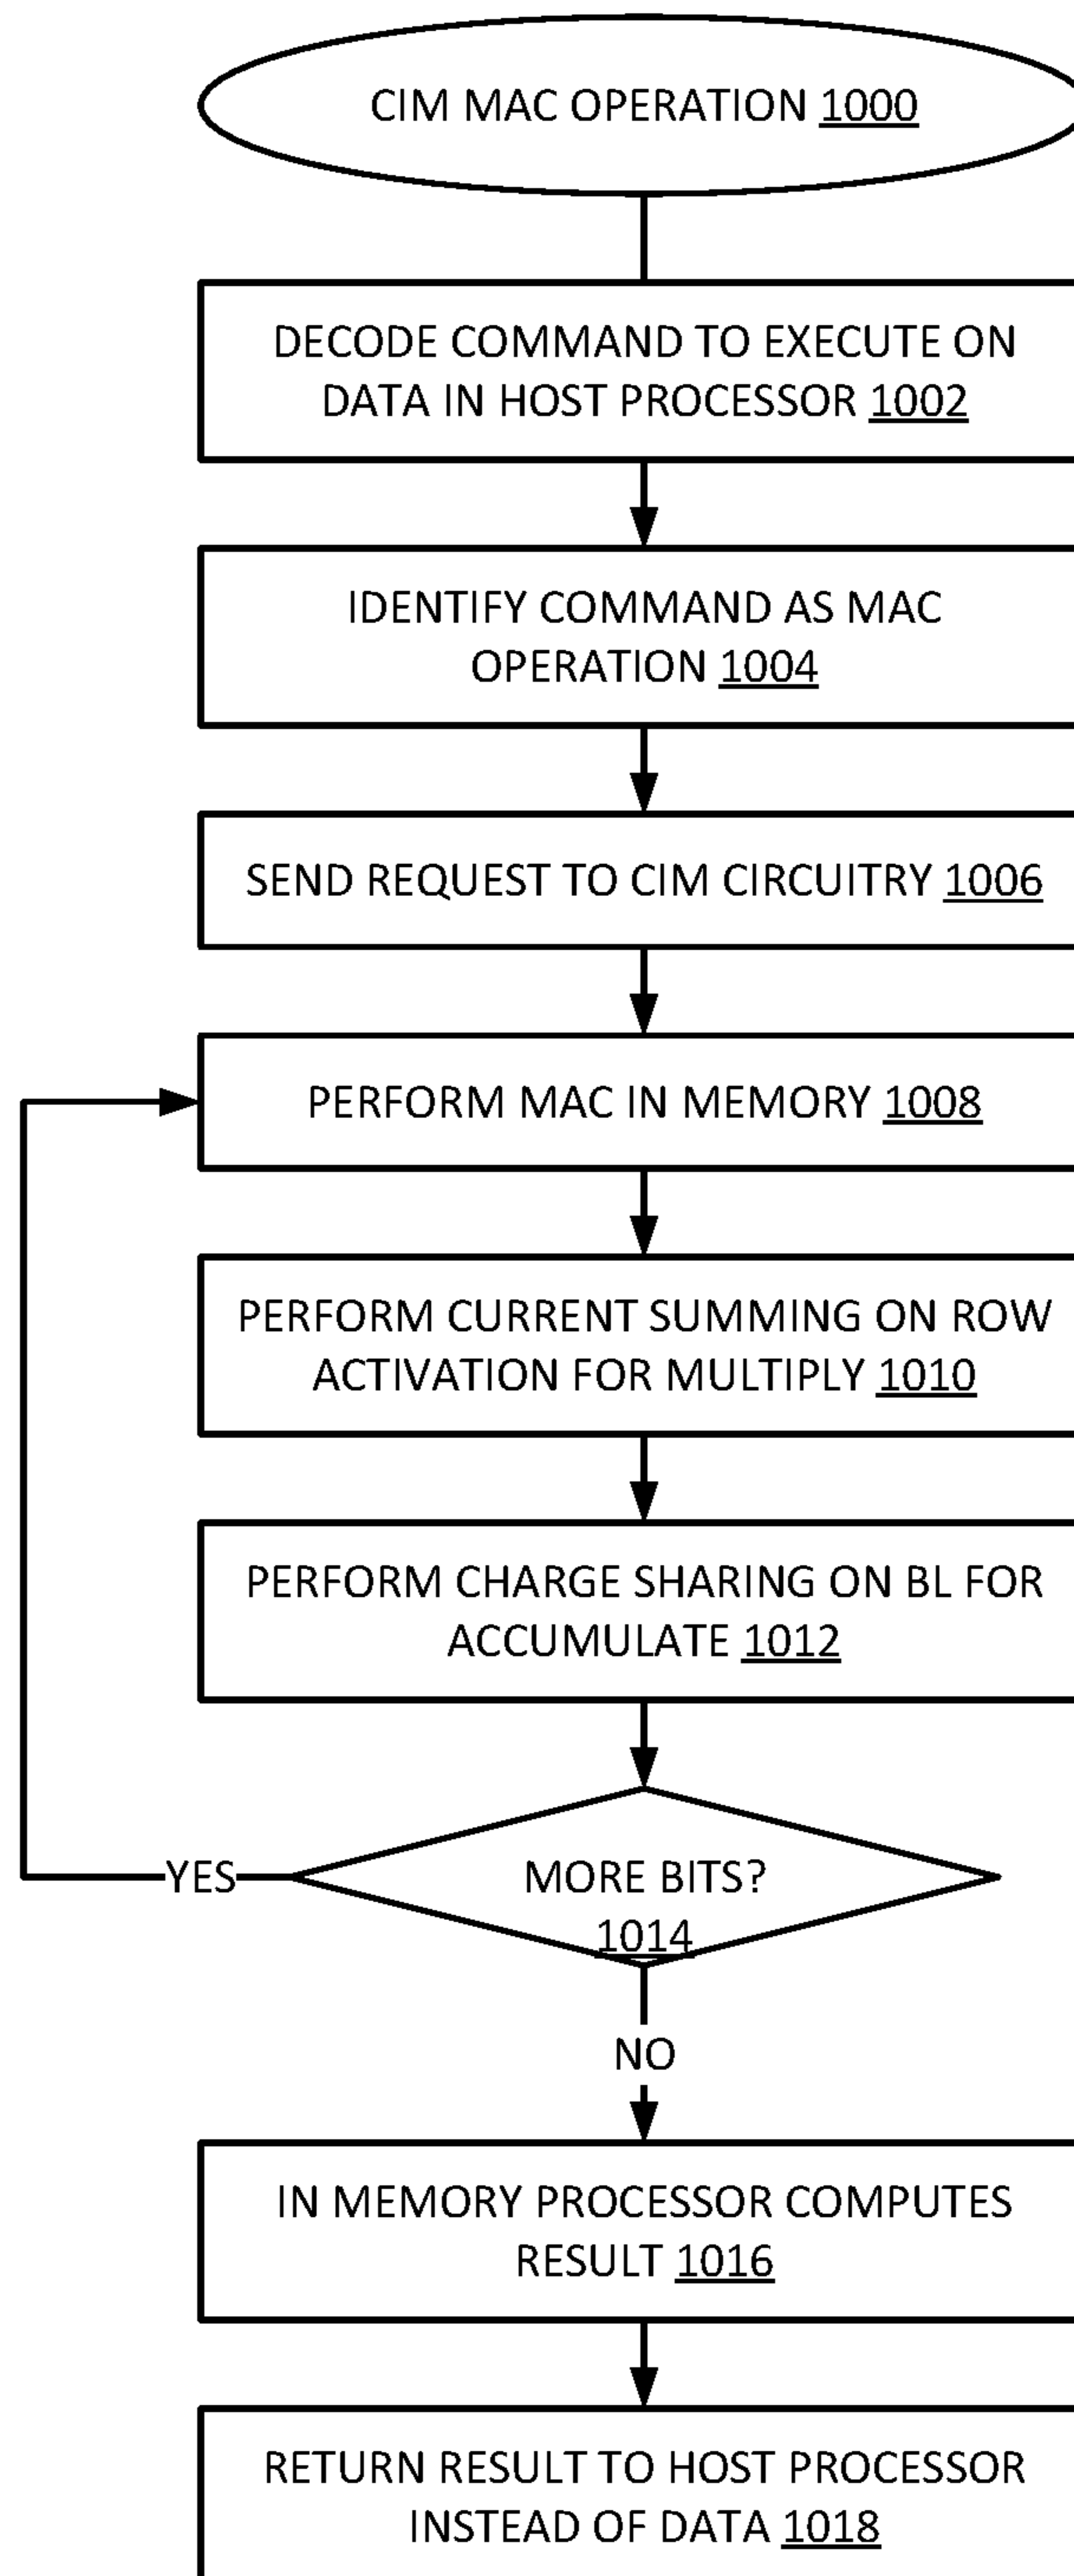 CIM MAC OPERATION 1000
DECODE COMMAND TO EXECUTE ON
DATA IN HOST PROCESSOR 1002
IDENTIFY COMMAND AS MAC
OPERATION 1004
SEND REQUEST TO CIM CIRCUITRY 1006
PERFORM MAC IN MEMORY 1008
PERFORM CURRENT SUMMING ON ROW
ACTIVATION FOR MULTIPLY 1010
PERFORM CHARGE SHARING ON BL FOR
ACCUMULATE 1012
MORE BITS?
1014
YES
NO
IN MEMORY PROCESSOR COMPUTES
RESULT 1016
RETURN RESULT TO HOST PROCESSOR
INSTEAD OF DATA 1018